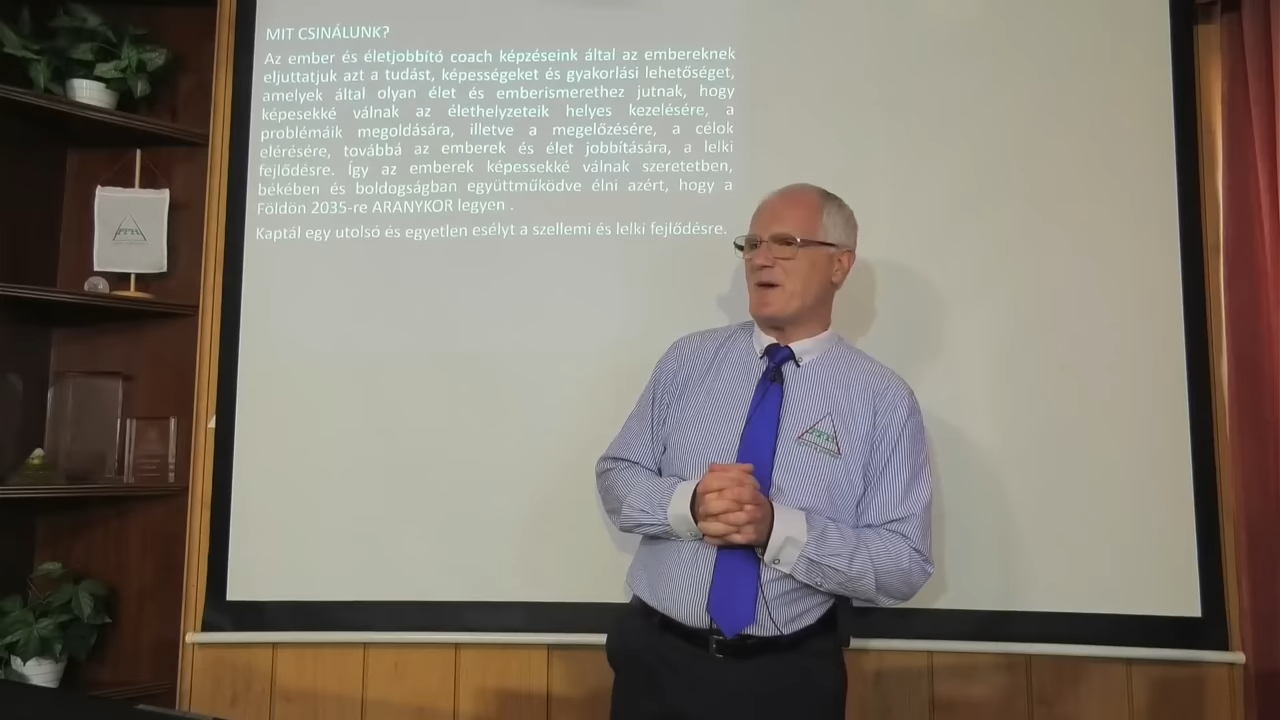 MIT CSINÁLUNK?
Az ember és életjobbító coach képzéseink által az embereknek
eljuttatjuk azt a tudást, képességeket és gyakorlási lehetőséget,
amelyek által olyan élet és emberismerethez jutnak, hogy
képesekké válnak az élethelyzeteik helyes kezelésére, a
problémáik megoldására, illetve a megelőzésére, a célok
elérésére, továbbá az emberek és élet jobbítására, a lelki
fejlődésre. Így az emberek képessekké válnak szeretetben,
békében és boldogságban együttműködve élni azért, hogy a
Földön 2035-re ARANYKOR legyen .
Kaptál egy utolsó és egyetlen esélyt a szellemi és lelki fejlődésre.